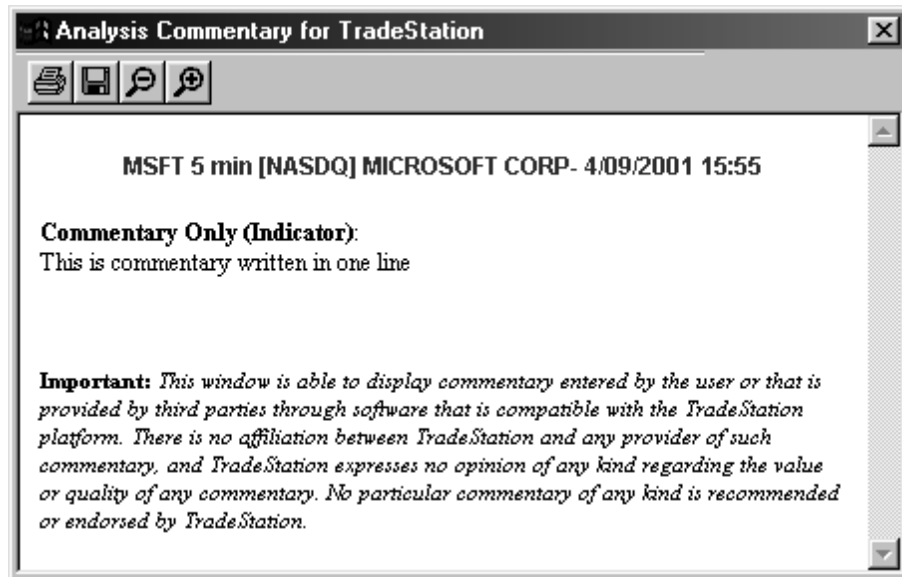 Analysis Commentary for TradeStation
MSFT 5 min [NASDQ] MICROSOFT CORP- 4/09/2001 15:55
Commentary Only (Indicator):
This is commentary written in one line
Important: This window is able to display commentary entered by the user or that is
provided by third parties through software that is compatible with the TradeStation
platform. There is no affiliation between TradeStation and any provider of such
commentary, and TradeStation expresses no opinion of any kind regarding the value
or quality of any commentary. No particular commentary of any kind is recommended
or endorsed by TradeStation.